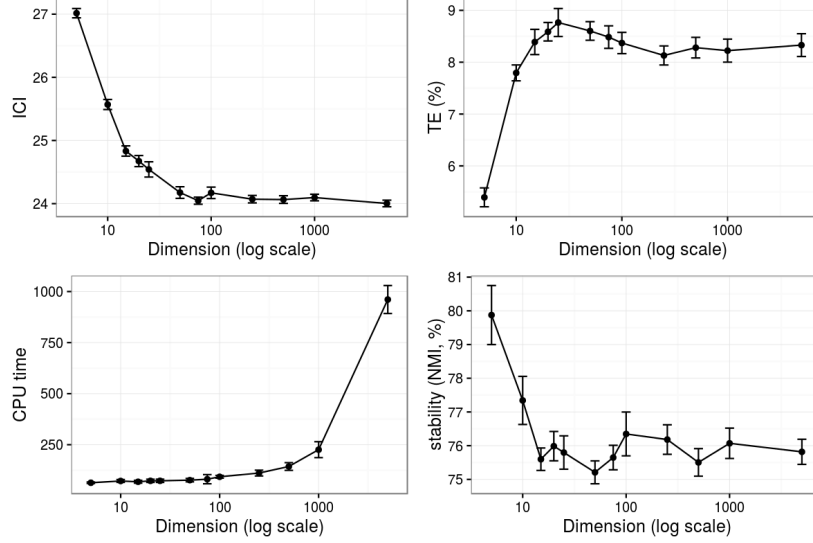 27
26
25
24
ICI
10 100 1000
Dimension (log scale)
9
8
7
6
TE (%)
10 100 1000
Dimension (log scale)
1000
750
500
250
CPU time
10 100 1000
Dimension (log scale)
81
80
79
78
77
76
75
stability (NMI, %)
10 100 1000
Dimension (log scale)